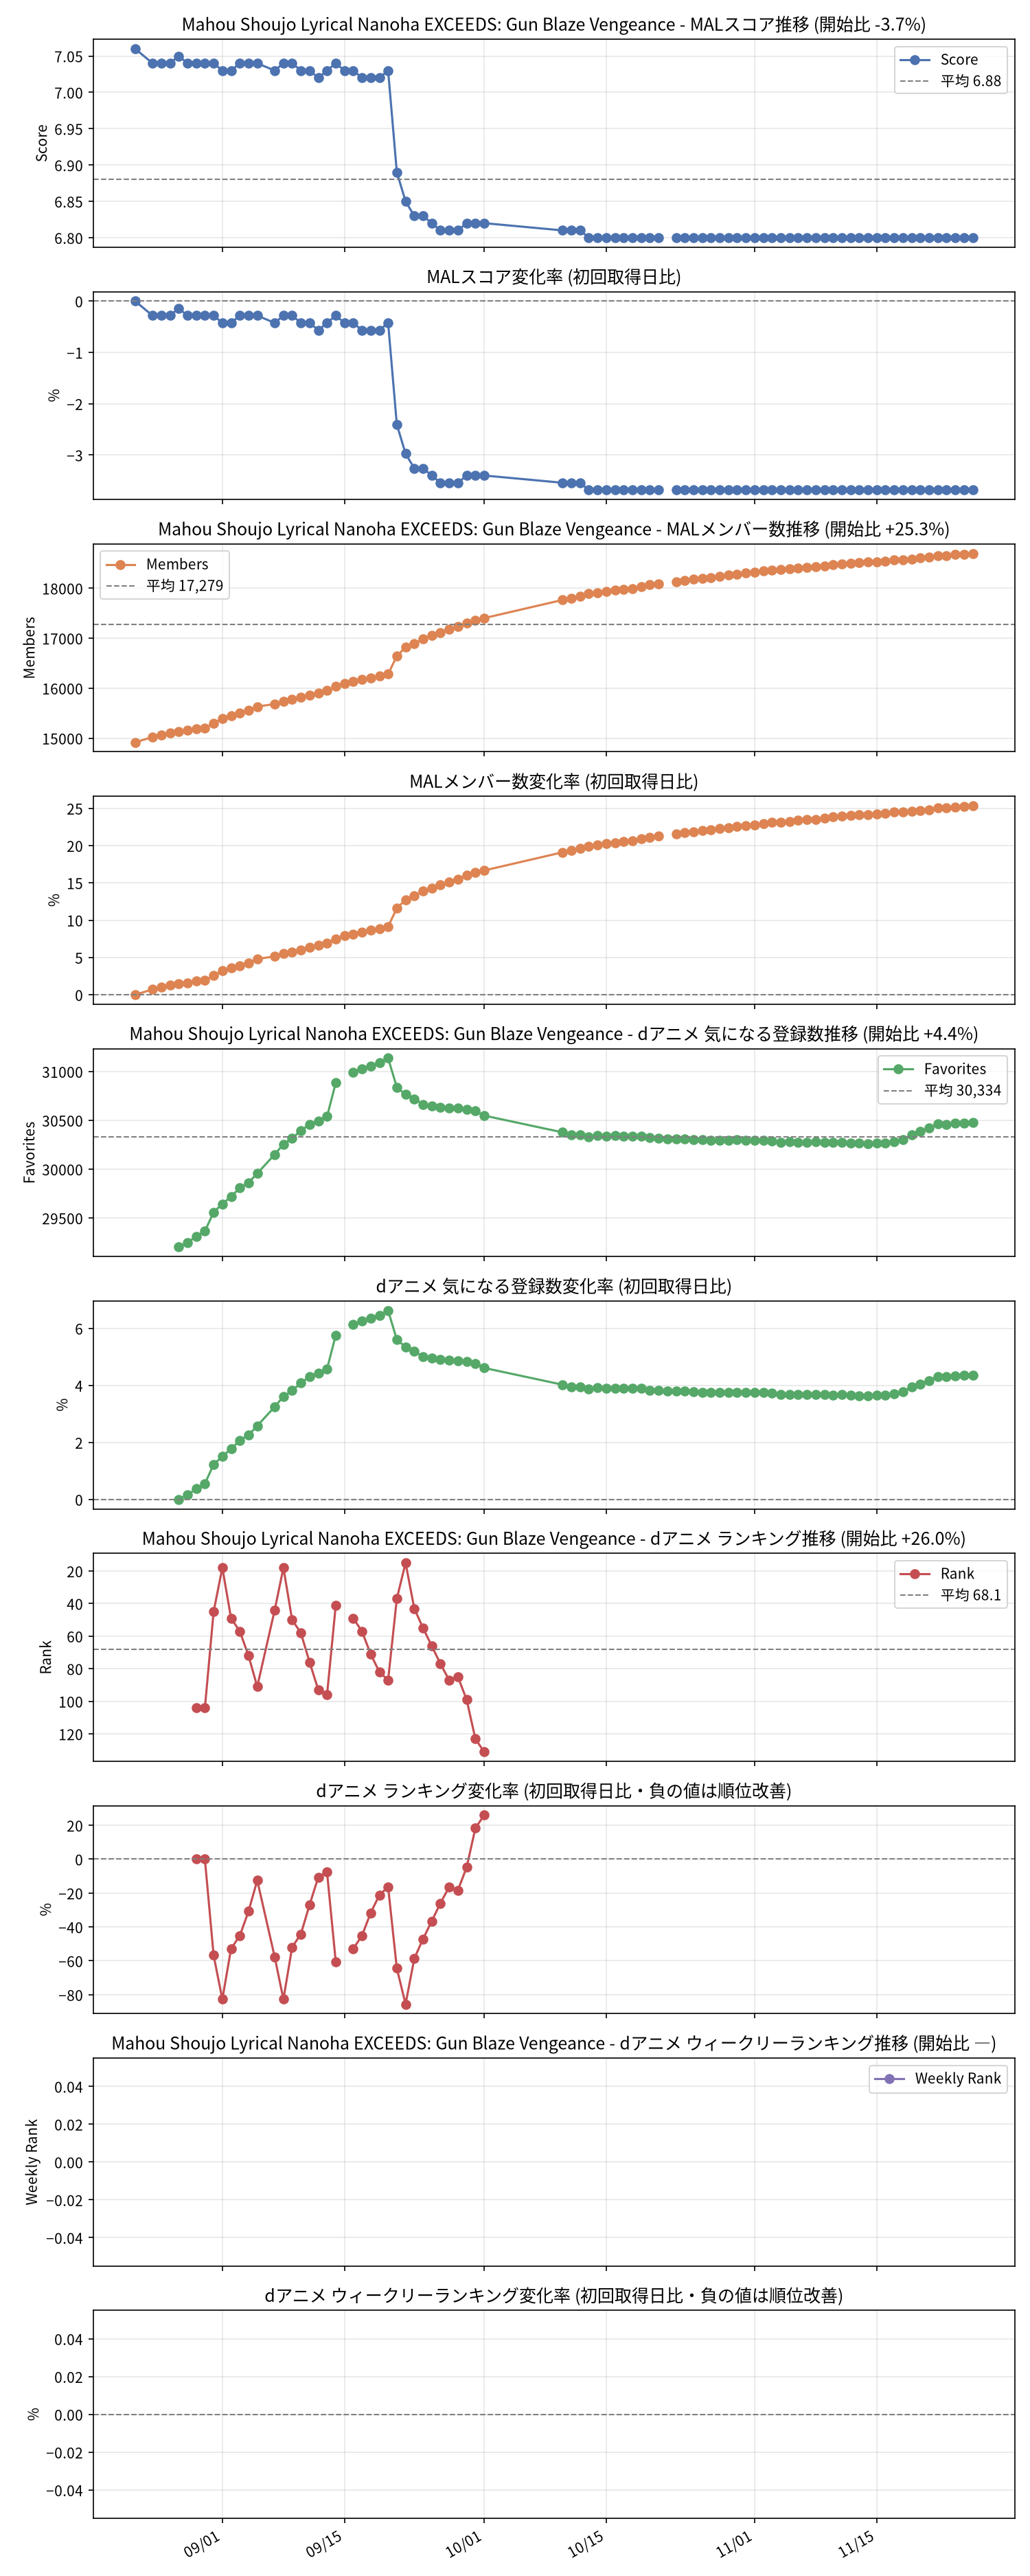 Mahou Shoujo Lyrical Nanoha EXCEEDS: Gun Blaze Vengeance - MALスコア推移 (開始比 -3.7%)
7.05
7.00
6.95
6.90
6.85
6.80
Score
Score
平均 6.88
MALスコア変化率 (初回取得日比)
0
−1
−2
−3
%
Mahou Shoujo Lyrical Nanoha EXCEEDS: Gun Blaze Vengeance - MALメンバー数推移 (開始比 +25.3%)
Members
平均 17,279
18000
17000
16000
15000
Members
MALメンバー数変化率 (初回取得日比)
25
20
15
10
5
0
%
Mahou Shoujo Lyrical Nanoha EXCEEDS: Gun Blaze Vengeance - dアニメ 気になる登録数推移 (開始比 +4.4%)
31000
30500
30000
29500
Favorites
Favorites
平均 30,334
dアニメ 気になる登録数変化率 (初回取得日比)
6
4
2
0
%
Mahou Shoujo Lyrical Nanoha EXCEEDS: Gun Blaze Vengeance - dアニメ ランキング推移 (開始比 +26.0%)
20
40
60
80
100
120
Rank
Rank
平均 68.1
dアニメ ランキング変化率 (初回取得日比・負の値は順位改善)
20
0
−20
−40
−60
−80
%
Mahou Shoujo Lyrical Nanoha EXCEEDS: Gun Blaze Vengeance - dアニメ ウィークリーランキング推移 (開始比 —)
0.04
0.02
0.00
−0.02
−0.04
Weekly Rank
Weekly Rank
dアニメ ウィークリーランキング変化率 (初回取得日比・負の値は順位改善)
0.04
0.02
0.00
−0.02
−0.04
%
09/01
09/15
10/01
10/15
11/01
11/15